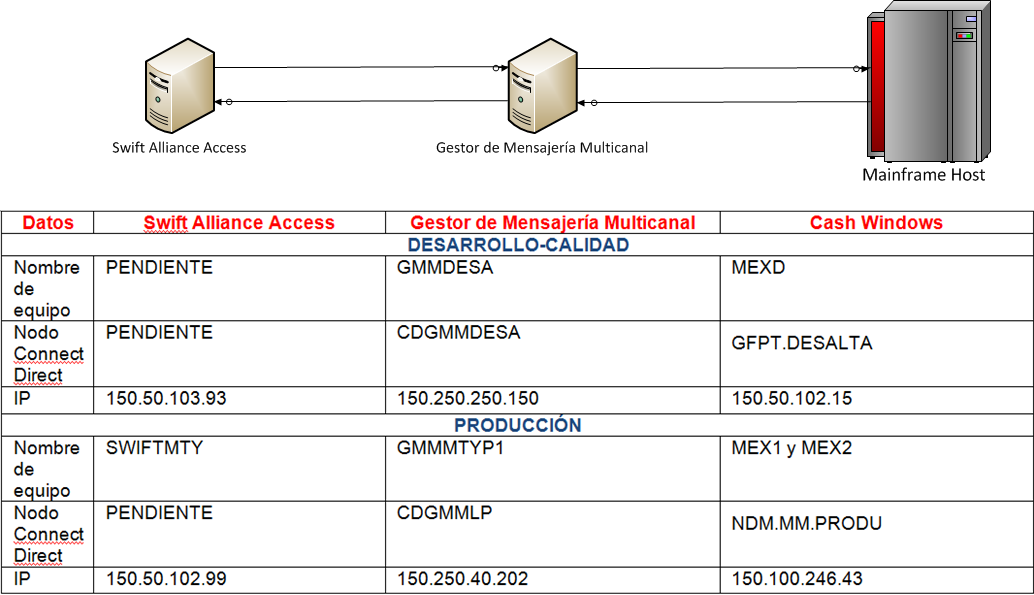 Swift Alliance Access
Gestor de Mensajería Multicanal
Mainframe Host
Datos Swift Alliance Access Gestor de Mensajería Multicanal Cash Windows
DESARROLLO-CALIDAD
Nombre de equipo PENDIENTE GMMDESA MEXD
Nodo Connect Direct PENDIENTE CDGMMDESA GFPT.DESALTA
IP 150.50.103.93 150.250.250.150 150.50.102.15
PRODUCCIÓN
Nombre de equipo SWIFTMTY GMMMTYP1 MEX1 y MEX2
Nodo Connect Direct PENDIENTE CDGMMLP NDM.MM.PRODU
IP 150.50.102.99 150.250.40.202 150.100.246.43